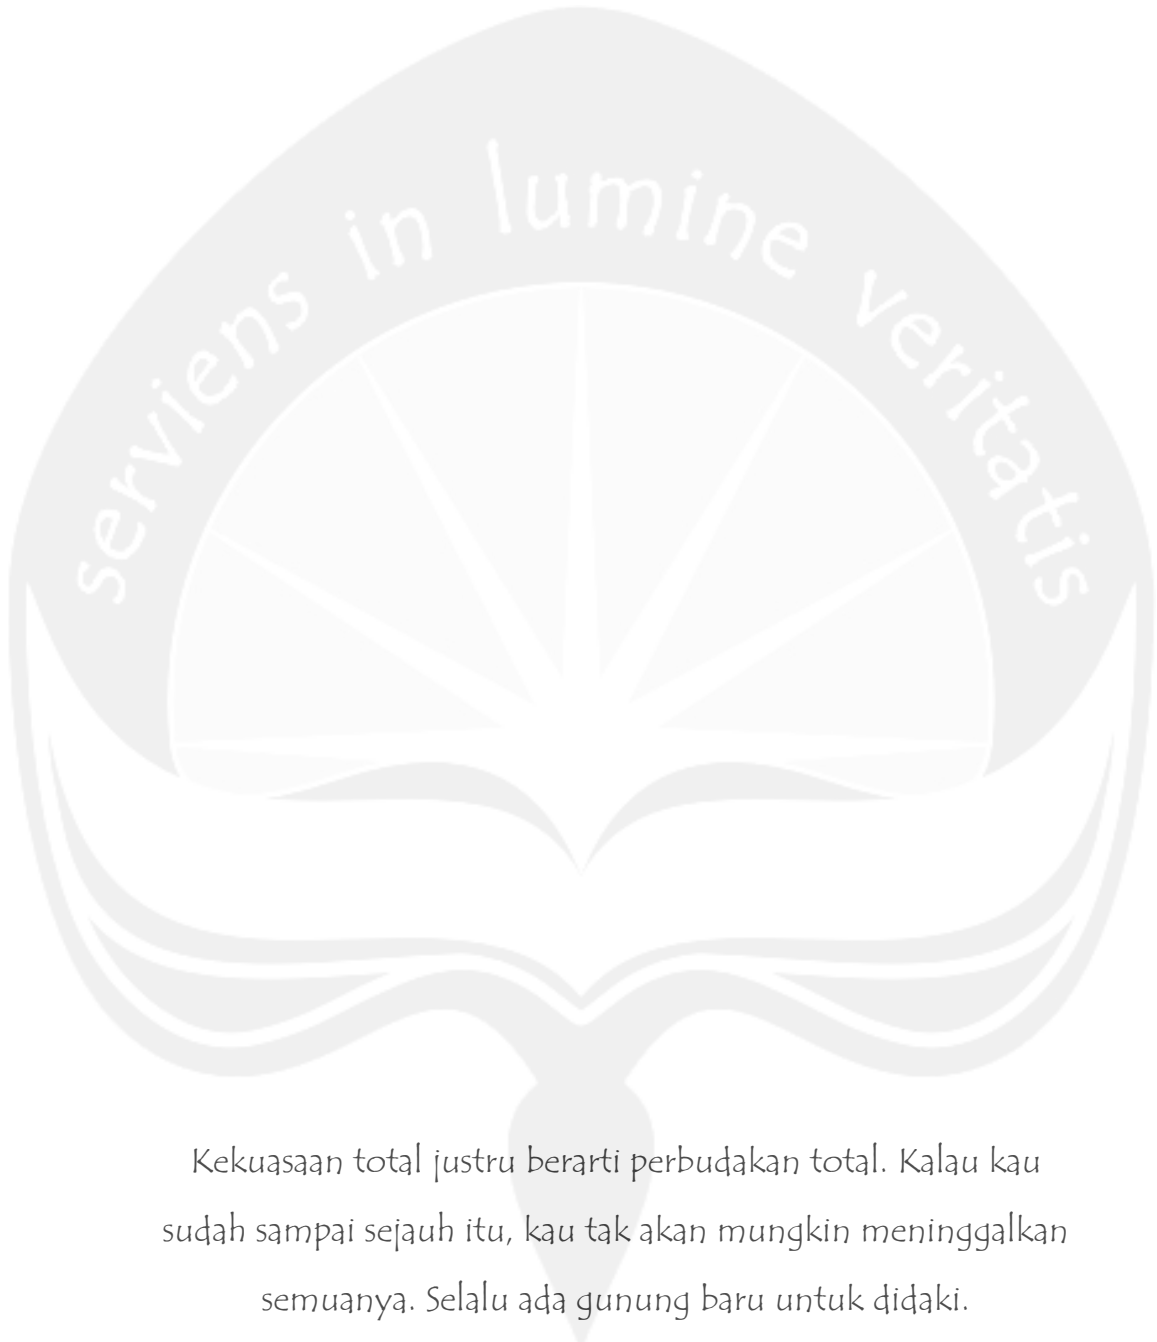 serviens in lumine veritatis
Kekuasaan total justru berarti perbudakan total. Kalau kau
sudah sampai sejauh itu, kau tak akan mungkin meninggalkan
semuanya. Selalu ada gunung baru untuk didaki.